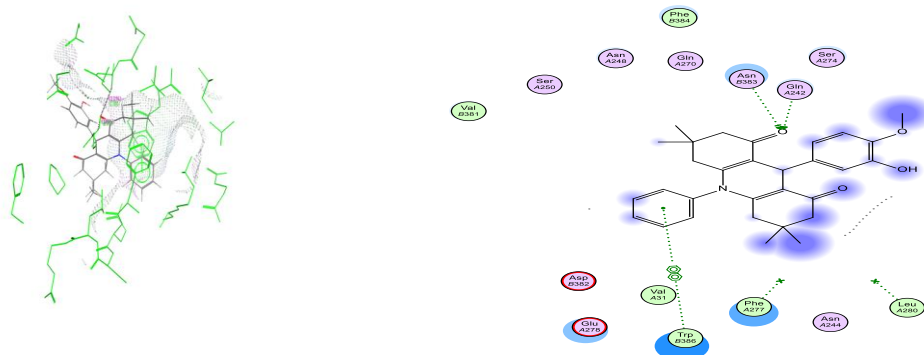 Phe
B384
Asn
A248
Gln
A270
Ser
A274
Ser
A250
Asn
B383
Gln
A242
Val
B381
O
O
OH
O
N
Asp
B382
Val
A31
Glu
A278
Trp
B386
Phe
A277
Asn
A244
Leu
A280